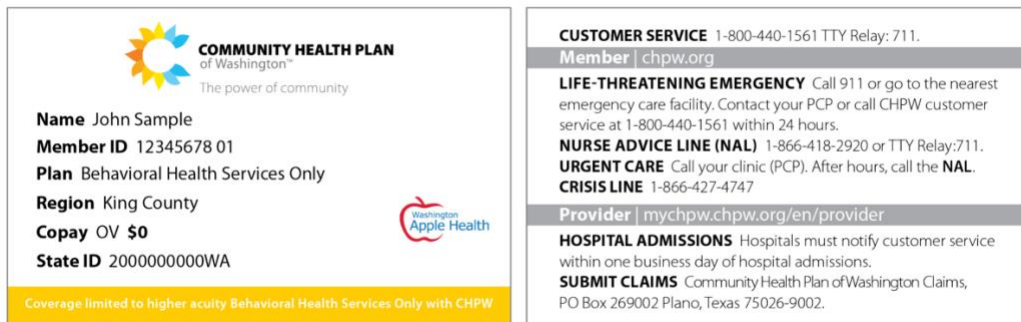 COMMUNITY HEALTH PLAN
of Washington™
The power of community
Name John Sample
Member ID 12345678 01
Plan Behavioral Health Services Only
Region King County
Copay OV $0
State ID 2000000000WA
Washington
Apple Health
Coverage limited to higher acuity Behavioral Health Services Only with CHPW
CUSTOMER SERVICE 1-800-440-1561 TTY Relay: 711.
Member | chpw.org
LIFE-THREATENING EMERGENCY Call 911 or go to the nearest
emergency care facility. Contact your PCP or call CHPW customer
service at 1-800-440-1561 within 24 hours.
NURSE ADVICE LINE (NAL) 1-866-418-2920 or TTY Relay:711.
URGENT CARE Call your clinic (PCP). After hours, call the NAL.
CRISIS LINE 1-866-427-4747
Provider | mychpw.chpw.org/en/provider
HOSPITAL ADMISSIONS Hospitals must notify customer service
within one business day of hospital admissions.
SUBMIT CLAIMS Community Health Plan of Washington Claims,
PO Box 269002 Plano, Texas 75026-9002.